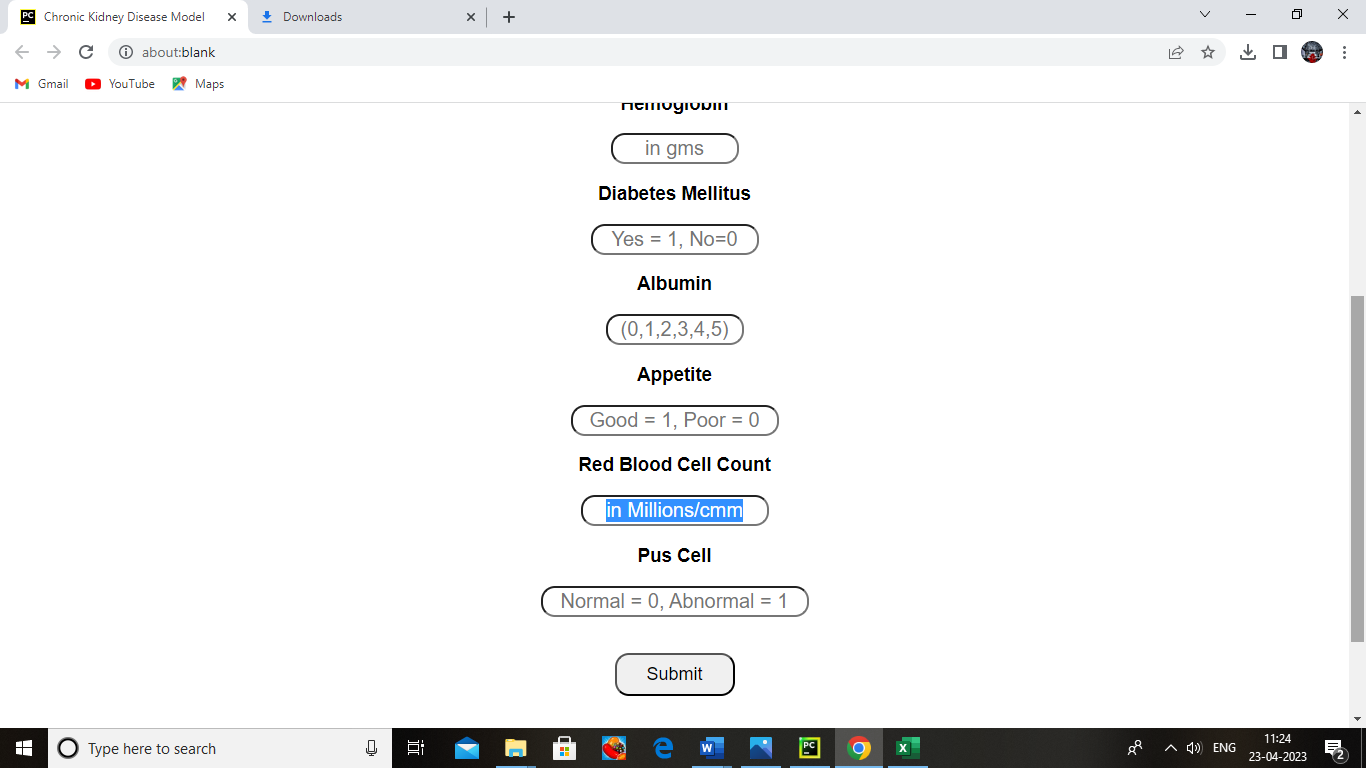 PC Chronic Kidney Disease Model
Downloads
about:blank
Gmail
YouTube
Maps
Hemoglobin
in gms
Diabetes Mellitus
Yes = 1, No=0
Albumin
(0,1,2,3,4,5)
Appetite
Good = 1, Poor = 0
Red Blood Cell Count
in Millions/cmm
Pus Cell
Normal = 0, Abnormal = 1
Submit
Type here to search
W
PC
X
ENG
11:24
23-04-2023
2